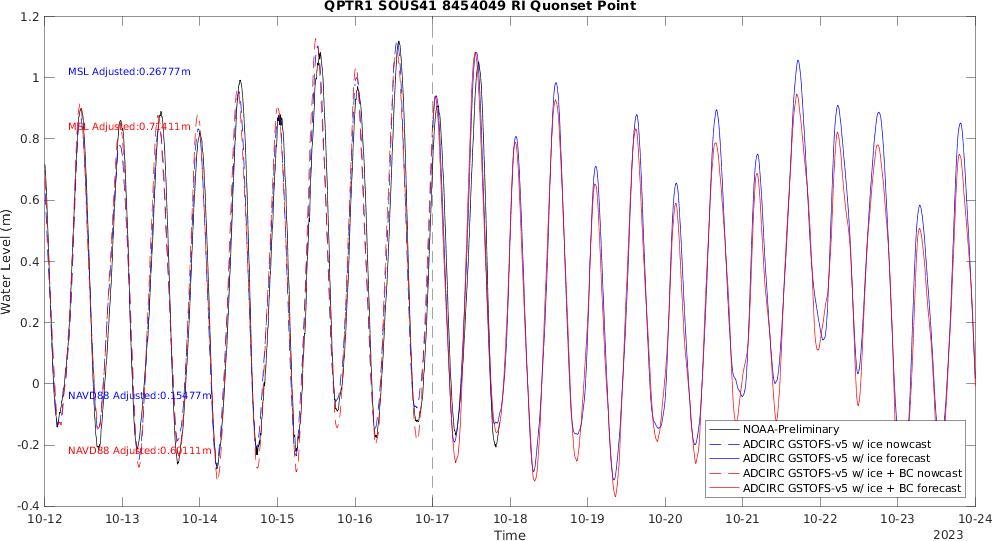 QPTR1 SOUS41 8454049 RI Quonset Point
1.2
1
0.8
0.6
0.4
0.2
0
-0.2
-0.4
Water Level (m)
MSL Adjusted:0.26777m
MSL Adjusted:0.71411m
NAVD88 Adjusted:0.15477m
NAVD88 Adjusted:0.60111m
NOAA-Preliminary
ADCIRC GSTOFS-v5 w/ ice nowcast
ADCIRC GSTOFS-v5 w/ ice forecast
ADCIRC GSTOFS-v5 w/ ice + BC nowcast
ADCIRC GSTOFS-v5 w/ ice + BC forecast
10-12 10-13 10-14 10-15 10-16 10-17 10-18 10-19 10-20 10-21 10-22 10-23 10-24
Time
2023